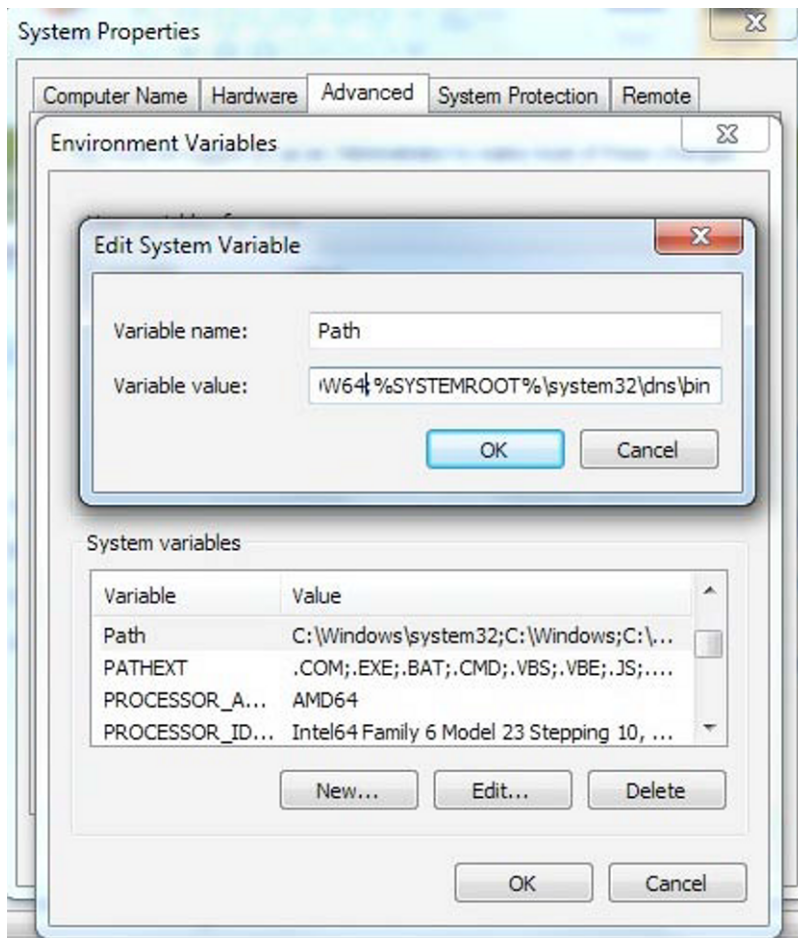 System Properties
Computer Name Hardware Advanced System Protection Remote
Environment Variables
Edit System Variable
Variable name: Path
Variable value: W64; %SYSTEMROOT%\system32\dns\bin
OK Cancel
System variables
Variable Value
Path C:\Windows\system32;C:\Windows;C:\...
PATHEXT .COM;.EXE;.BAT;.CMD;.VBS;.VBE;.JS;....
PROCESSOR_A... AMD64
PROCESSOR_ID... Intel64 Family 6 Model 23 Stepping 10, ...
New... Edit... Delete
OK Cancel